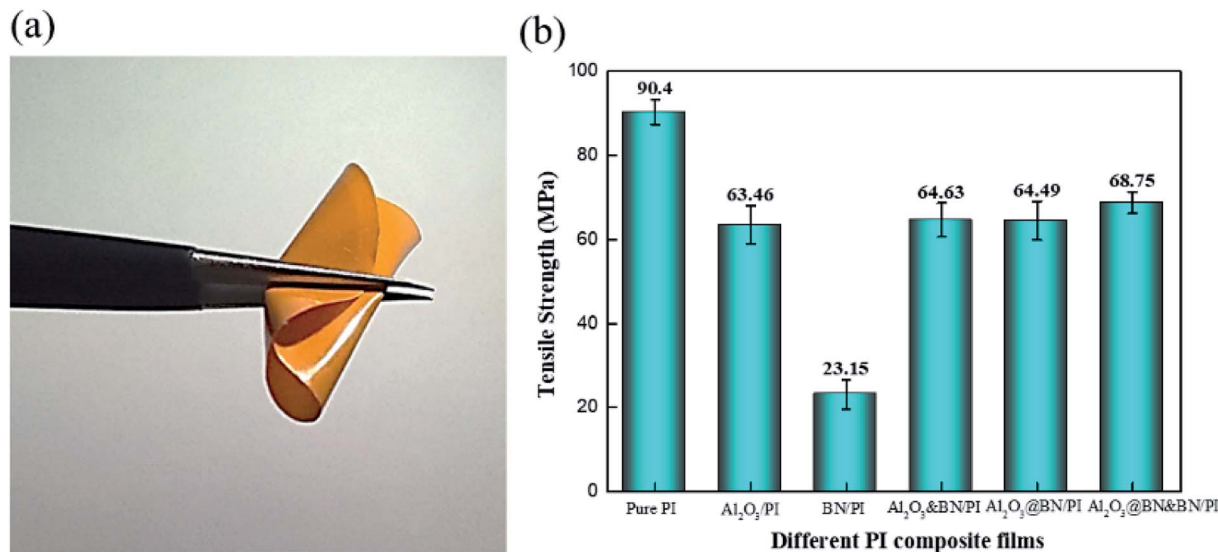 (a)
(b)
Tensile Strength (MPa)
100
80
60
40
20
0
90.4
63.46
23.15
64.63
64.49
68.75
Pure PI
Al₂O₃/PI
BN/PI
Al₂O₃&BN/PI
Al₂O₃@BN/PI
Al₂O₃@BN&BN/PI
Different PI composite films